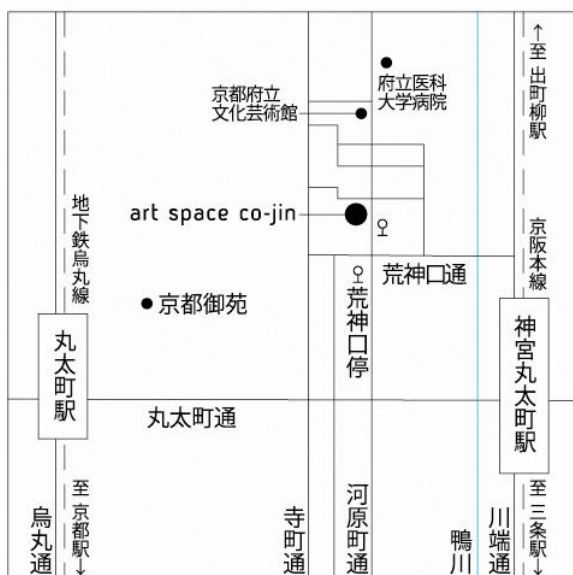 ↑至 出町柳駅
府立医科
大学病院
京都府立
文化芸術館
地下鉄烏丸線
art space co-jin
京阪本線
荒神口通
荒神口停
京都御苑
丸太町駅
神宮丸太町駅
丸太町通
至 京都駅↓
至 三条駅↓
烏丸通
寺町通
河原町通
鴨川
川端通